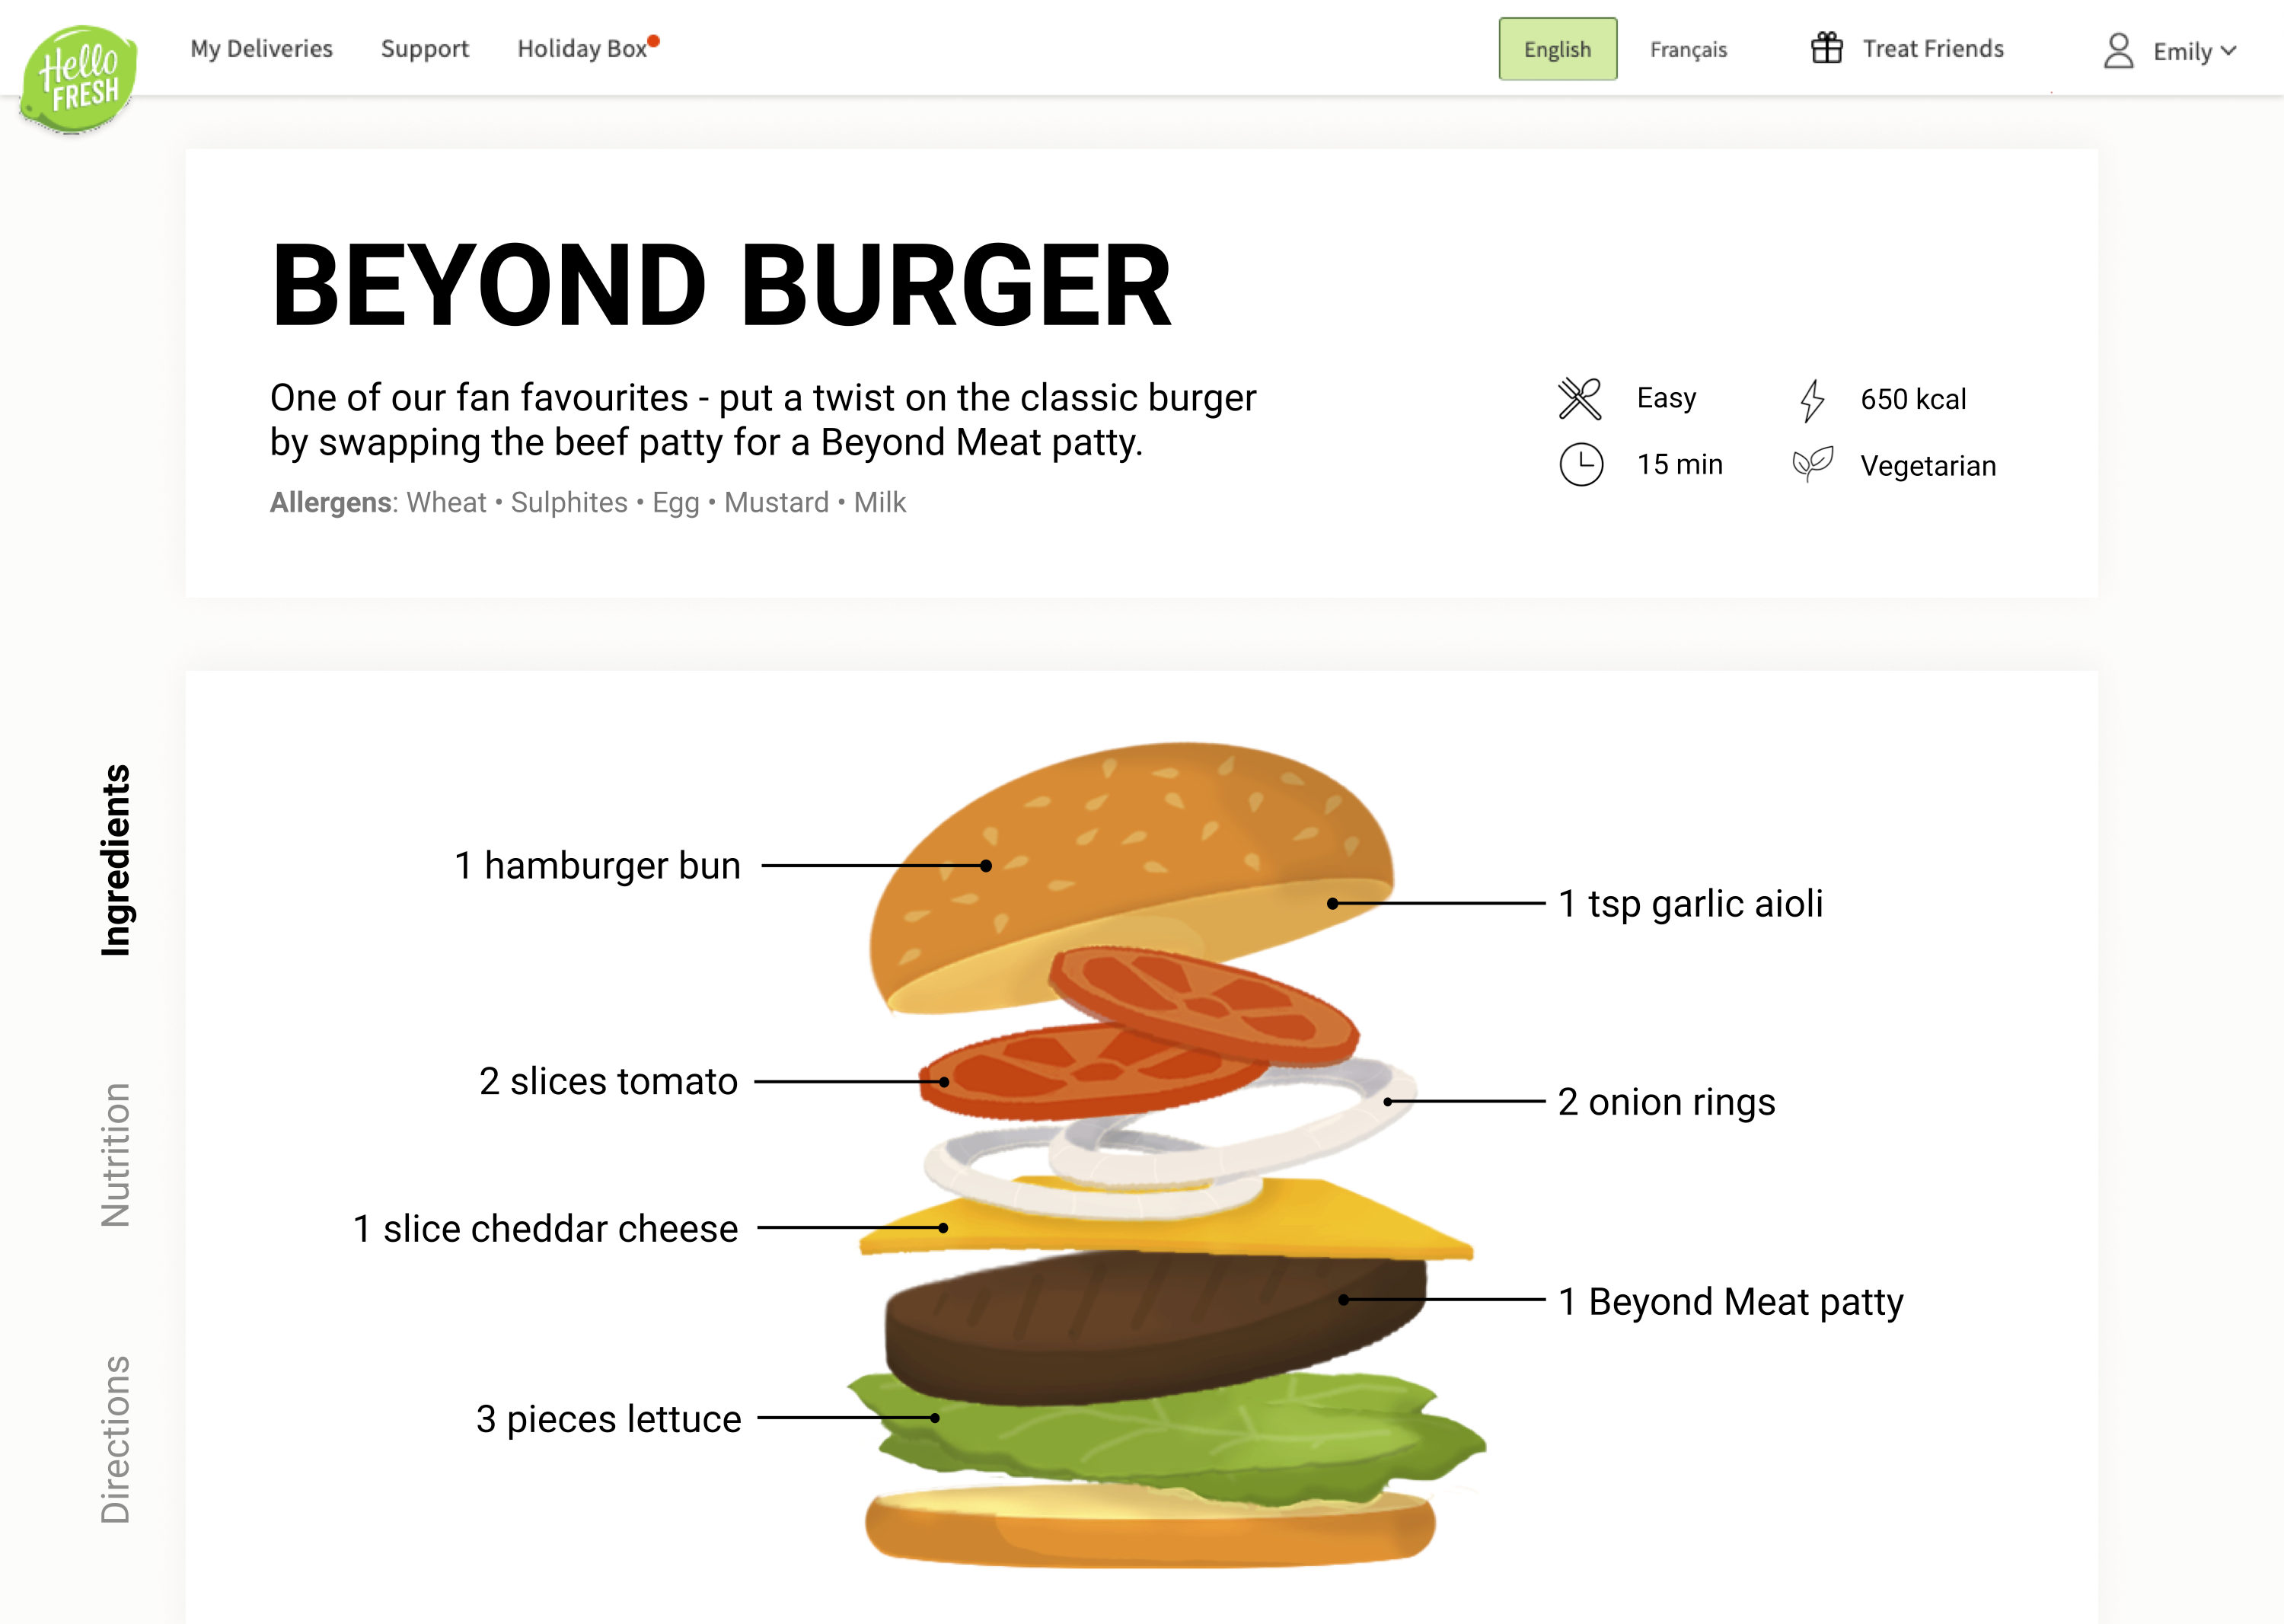 Hello
FRESH
My Deliveries
Support
Holiday Box
English
Français
Treat Friends
Emily
BEYOND BURGER
One of our fan favourites - put a twist on the classic burger
by swapping the beef patty for a Beyond Meat patty.
Allergens: Wheat • Sulphites • Egg • Mustard • Milk
Easy
650 kcal
15 min
Vegetarian
Ingredients
Nutrition
Directions
1 hamburger bun
1 tsp garlic aioli
2 slices tomato
2 onion rings
1 slice cheddar cheese
1 Beyond Meat patty
3 pieces lettuce